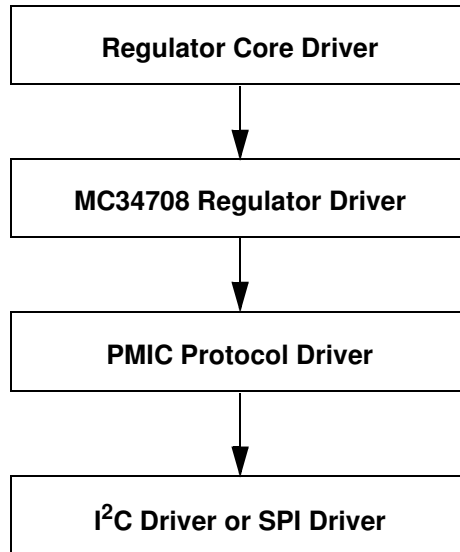 Regulator Core Driver
MC34708 Regulator Driver
PMIC Protocol Driver
I²C Driver or SPI Driver